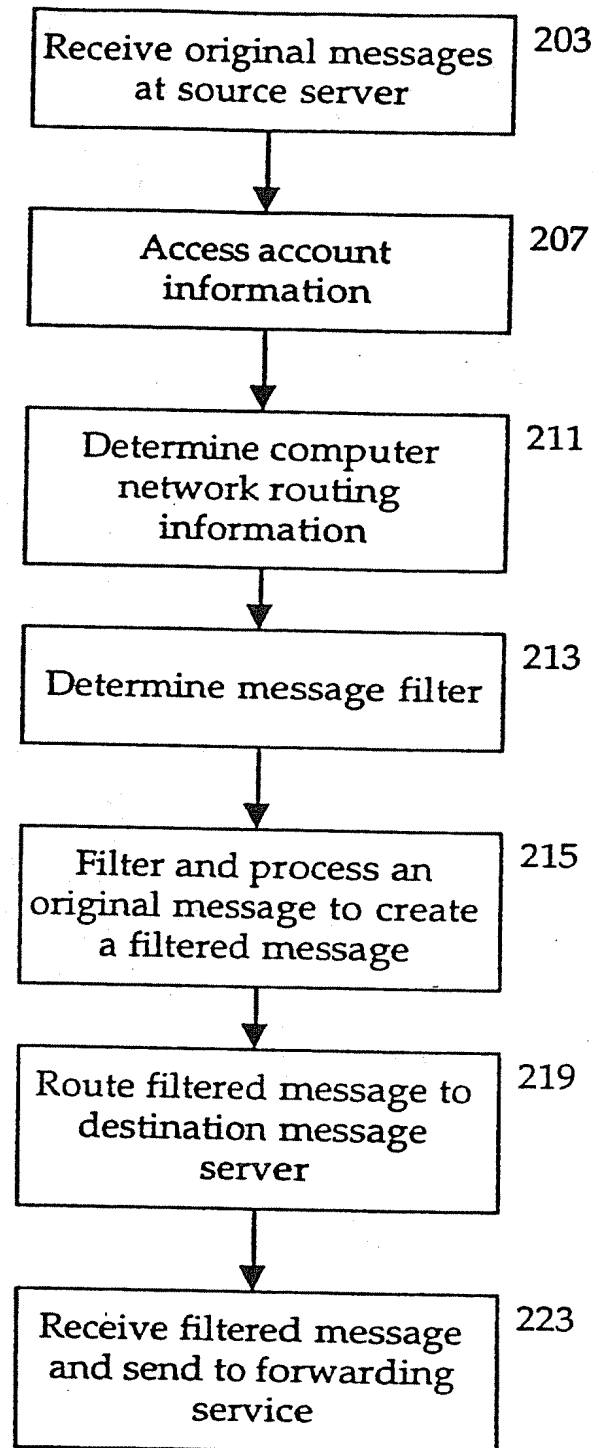 Receive original messages
at source server
203
Access account
information
207
Determine computer
network routing
information
211
Determine message filter
213
Filter and process an
original message to create
a filtered message
215
Route filtered message to
destination message
server
219
Receive filtered message
and send to forwarding
service
223